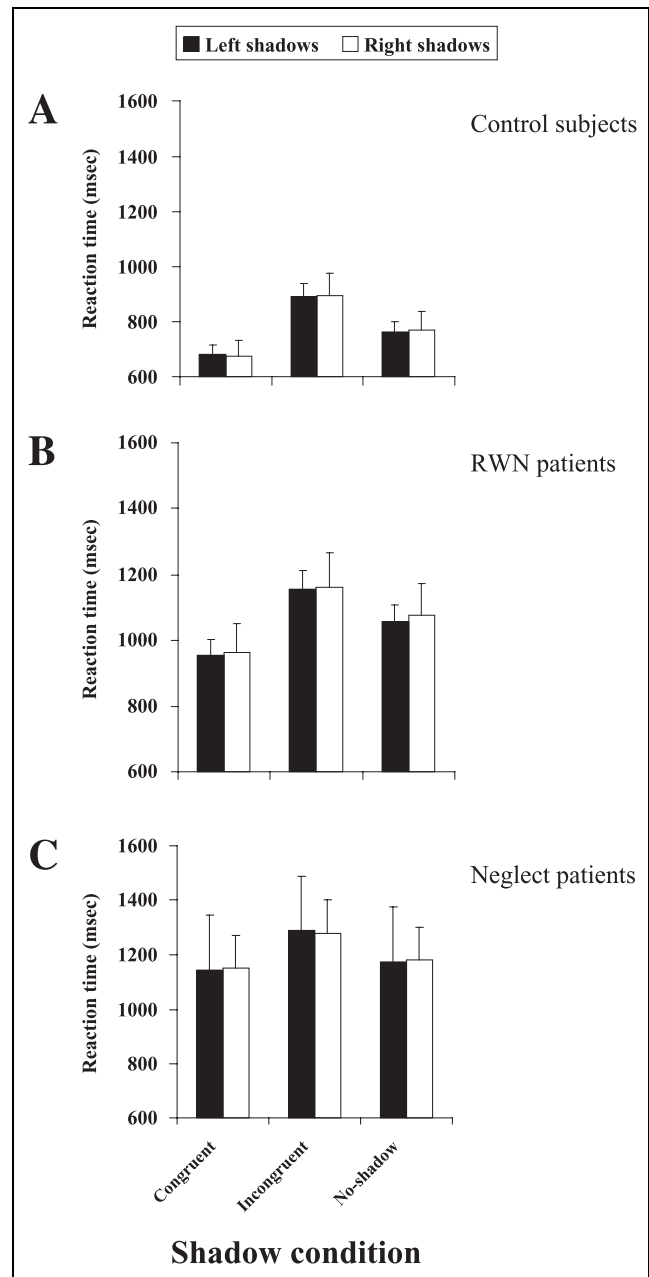 Left shadows Right shadows
A
Control subjects
Reaction time (msec)
1600
1400
1200
1000
800
600
B
RWN patients
Reaction time (msec)
1600
1400
1200
1000
800
600
C
Neglect patients
Reaction time (msec)
1600
1400
1200
1000
800
600
Congruent
Incongruent
No-shadow
Shadow condition